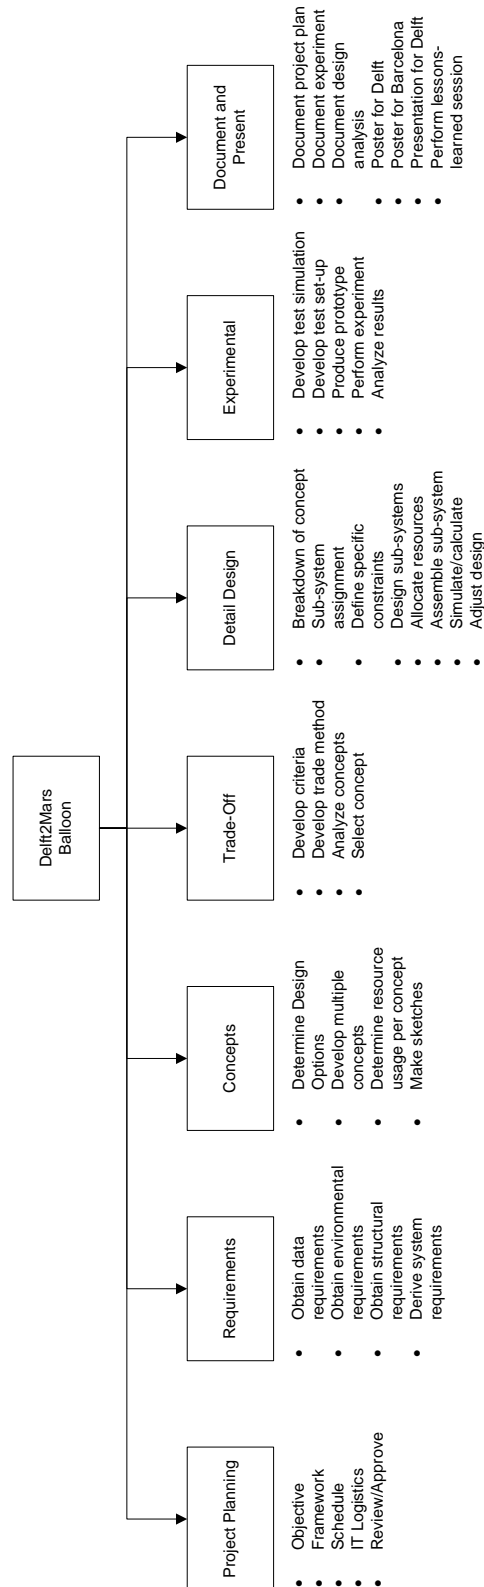 Delft2Mars
Balloon
Project Planning
• Objective
• Framework
• Schedule
• IT Logistics
• Review/Approve
Requirements
• Obtain data
requirements
• Obtain environmental
requirements
• Obtain structural
requirements
• Derive system
requirements
Concepts
• Determine Design
Options
• Develop multiple
concepts
• Determine resource
usage per concept
• Make sketches
Trade-Off
• Develop criteria
• Develop trade method
• Analyze concepts
• Select concept
Detail Design
• Breakdown of concept
• Sub-system
assignment
• Define specific
constraints
• Design sub-systems
• Allocate resources
• Assemble sub-system
• Simulate/calculate
• Adjust design
Experimental
• Develop test simulation
• Develop test set-up
• Produce prototype
• Perform experiment
• Analyze results
Document and
Present
• Document project plan
• Document experiment
• Document design
analysis
• Poster for Delft
• Poster for Barcelona
• Presentation for Delft
• Perform lessons-
learned session